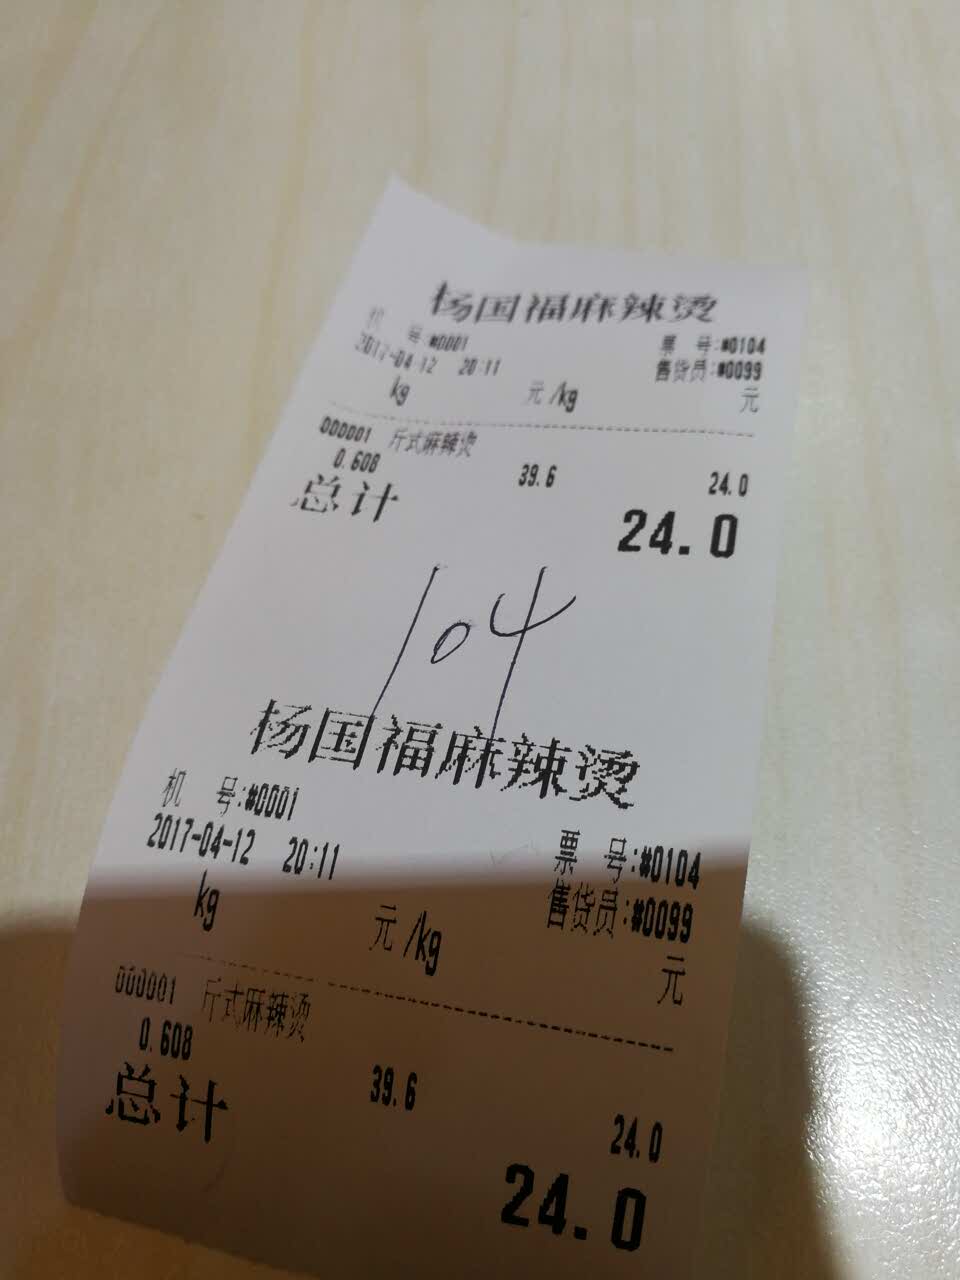 杨国福麻辣烫
机 号:#0001 票 号:#0104
2017-04-12 20:11 售货员:#0099
kg 元/kg 元
000001 斤式麻辣烫
0.608 39.6 24.0
总计 24.0
104
杨国福麻辣烫
机 号:#0001 票 号:#0104
2017-04-12 20:11 售货员:#0099
kg 元/kg 元
000001 斤式麻辣烫
0.608 39.6 24.0
总计 24.0